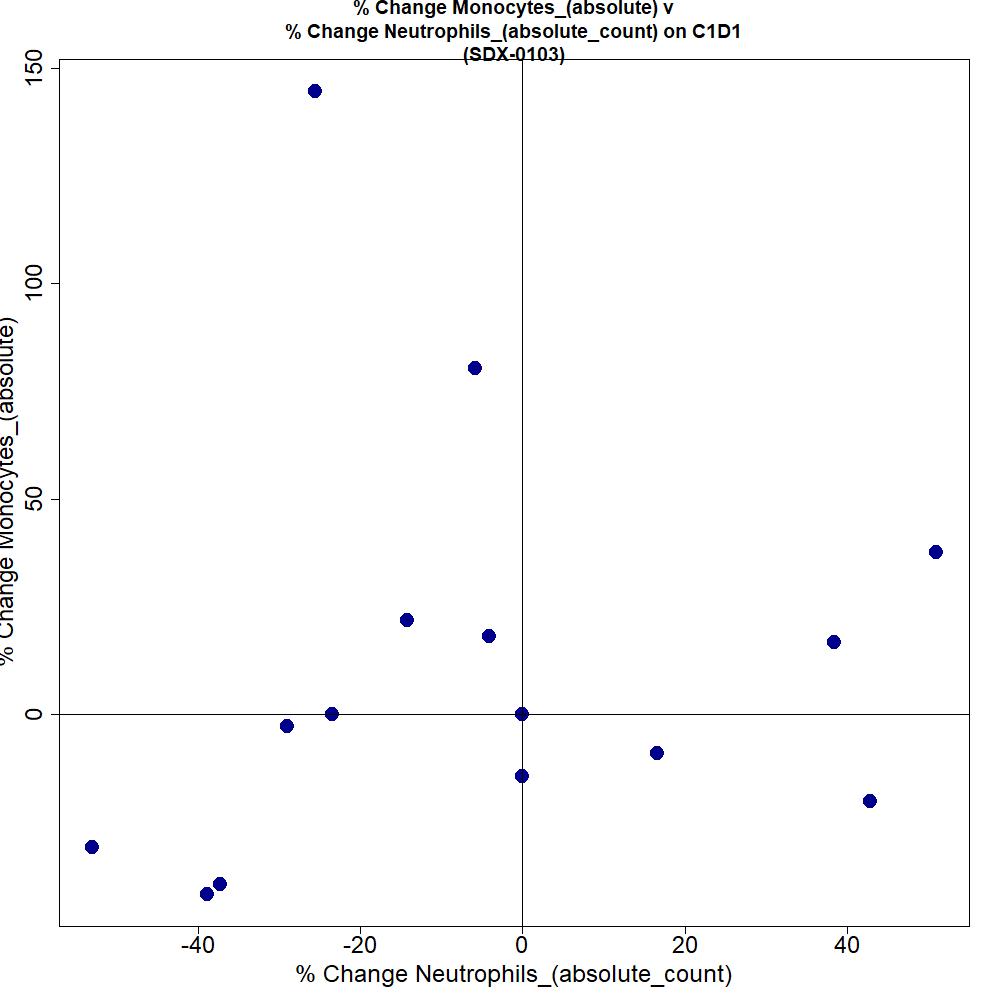 % Change Monocytes_(absolute) v
% Change Neutrophils_(absolute_count) on C1D1
(SDX-0103)
150
100
50
0
% Change Monocytes_(absolute)
-40
-20
0
20
40
% Change Neutrophils_(absolute_count)